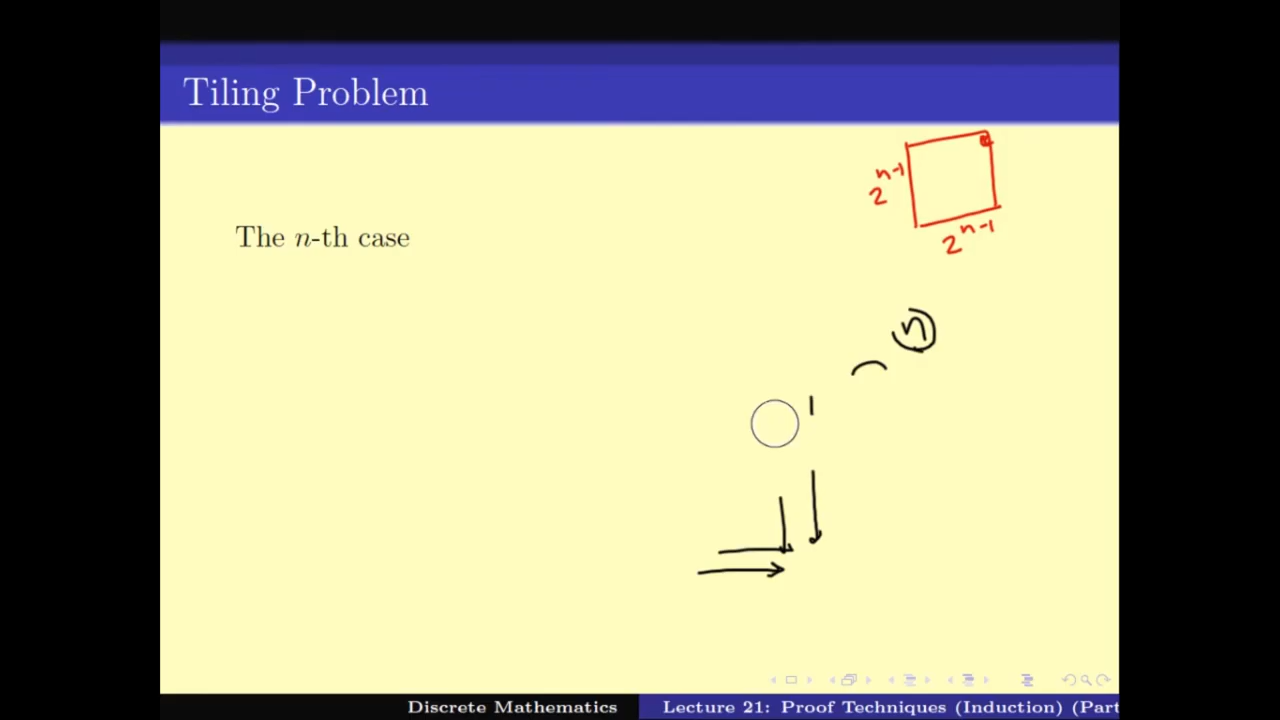 Tiling Problem
2^{n-1}
2^{n-1}
The n-th case
n
Discrete Mathematics
Lecture 21: Proof Techniques (Induction) (Part